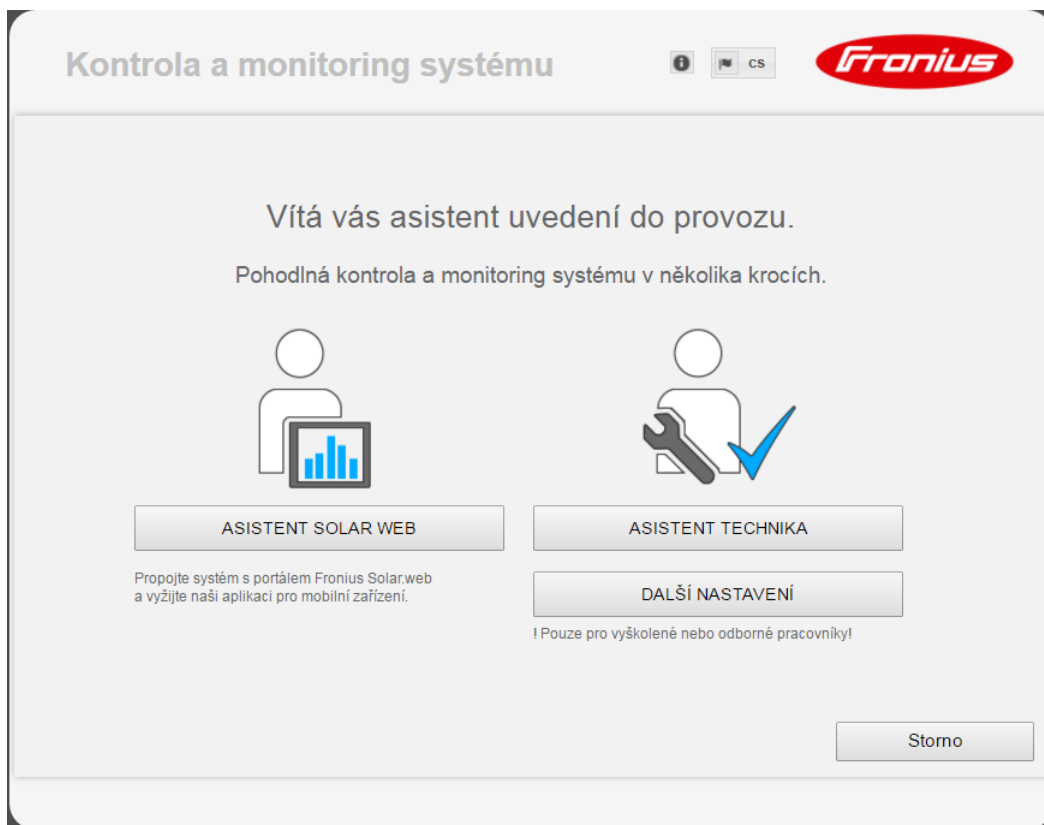 Kontrola a monitoring systému
CS
Fronius
Vítá vás asistent uvedení do provozu.
Pohodlná kontrola a monitoring systému v několika krocích.
ASISTENT SOLAR WEB
Propojte systém s portálem Fronius Solar.web
a vyžijte naši aplikaci pro mobilní zařízení.
ASISTENT TECHNIKA
DALŠÍ NASTAVENÍ
! Pouze pro vyškolené nebo odborné pracovníky!
Storno